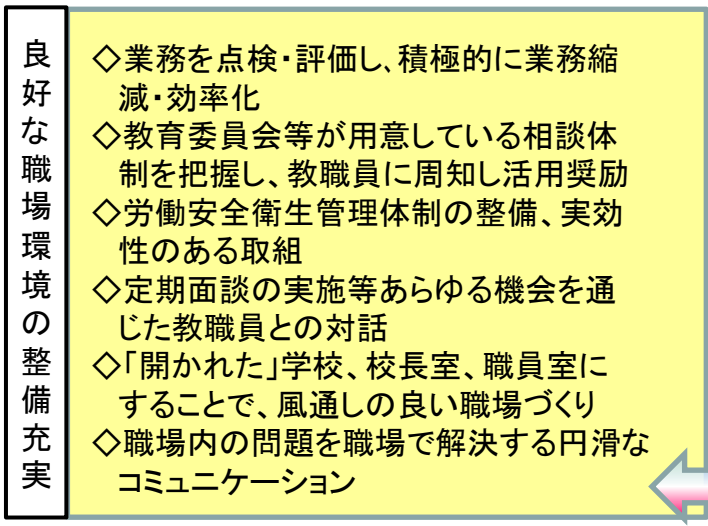 良好な職場環境の整備充実
◇業務を点検・評価し、積極的に業務縮
減・効率化
◇教育委員会等が用意している相談体
制を把握し、教職員に周知し活用奨励
◇労働安全衛生管理体制の整備、実効
性のある取組
◇定期面談の実施等あらゆる機会を通
じた教職員との対話
◇「開かれた」学校、校長室、職員室に
することで、風通しの良い職場づくり
◇職場内の問題を職場で解決する円滑な
コミュニケーション